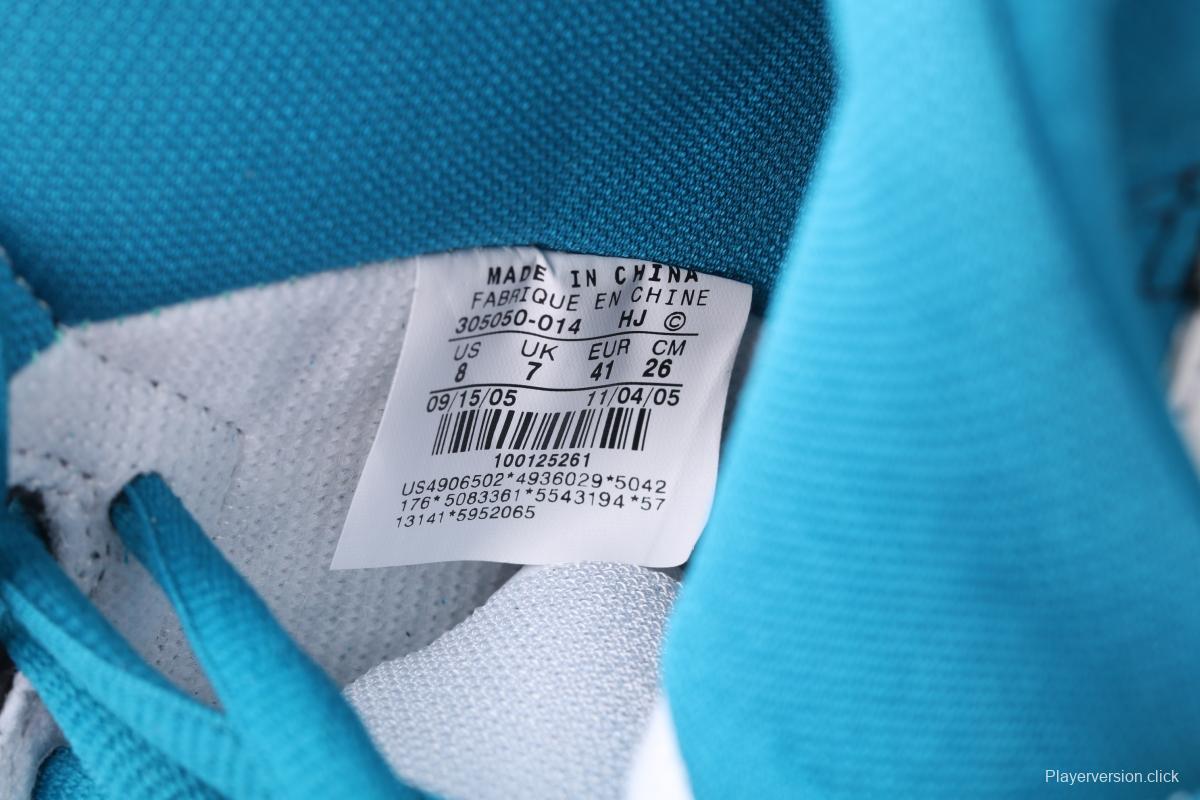 MADE IN CHINA
FABRIQUE EN CHINE
305050-014 HJ ©
US UK EUR CM
8 7 41 26
09/15/05 11/04/05
100125261
US4906502*4936029*5042
176*5083361*5543194*57
13141*5952065
Playerversion.click